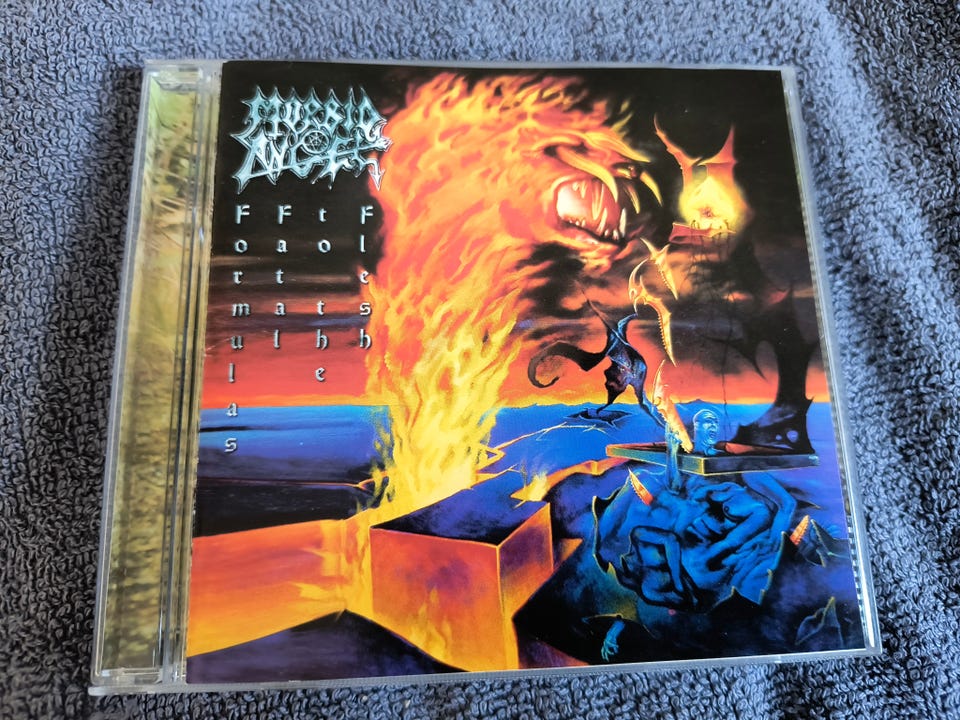 MORBID
ANGEL
Formulas
Fatal
to the
Flesh